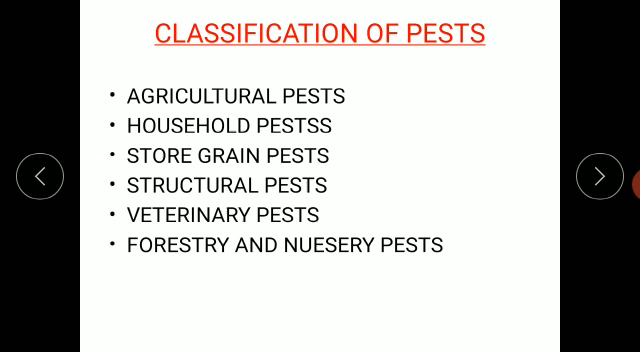 CLASSIFICATION OF PESTS
• AGRICULTURAL PESTS
• HOUSEHOLD PESTSS
• STORE GRAIN PESTS
• STRUCTURAL PESTS
• VETERINARY PESTS
• FORESTRY AND NUESERY PESTS